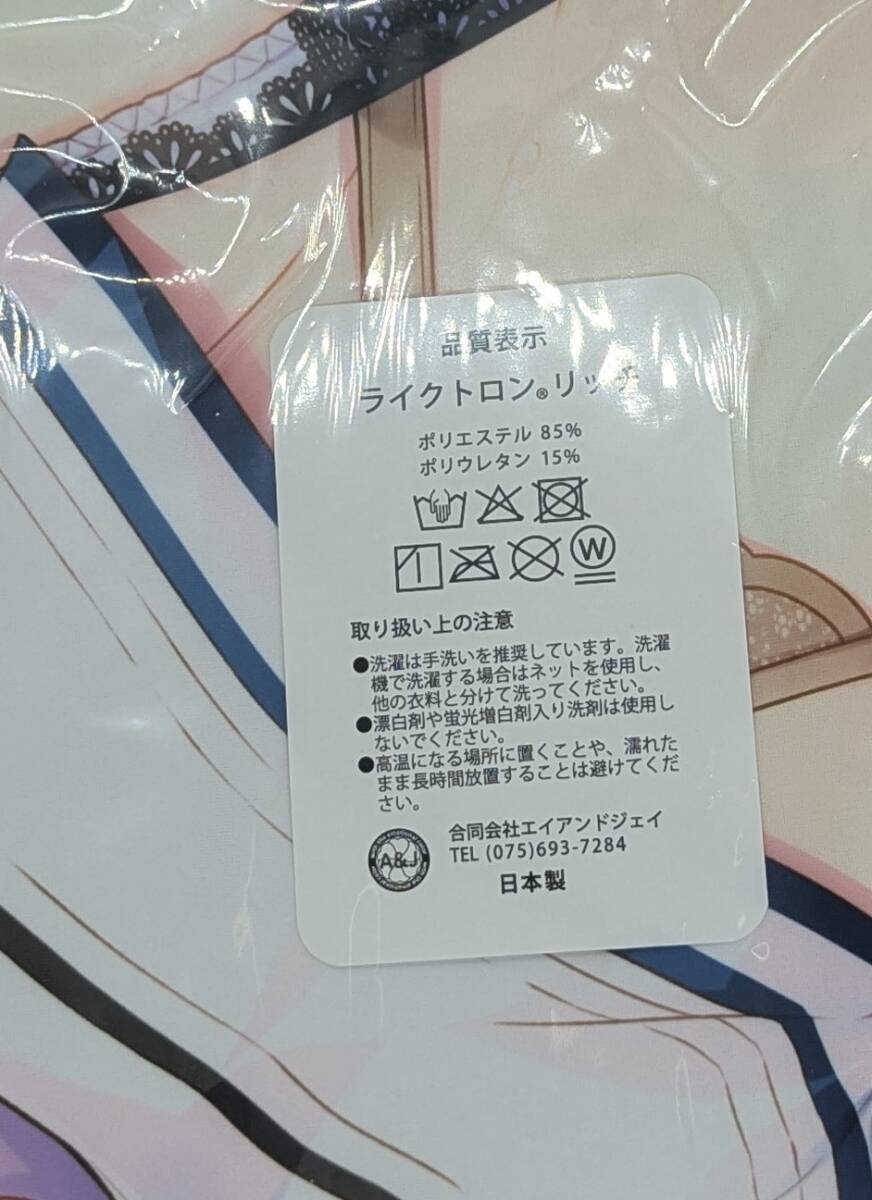 品質表示
ライクトロン®リッチ
ポリエステル 85%
ポリウレタン 15%
W
取り扱い上の注意
●洗濯は手洗いを推奨しています。洗濯
機で洗濯する場合はネットを使用し、
他の衣料と分けて洗ってください。
●漂白剤や蛍光増白剤入り洗剤は使用し
ないでください。
●高温になる場所に置くことや、濡れた
まま長時間放置することは避けてくだ
さい。
A&J
合同会社エイアンドジェイ
TEL (075)693-7284
日本製